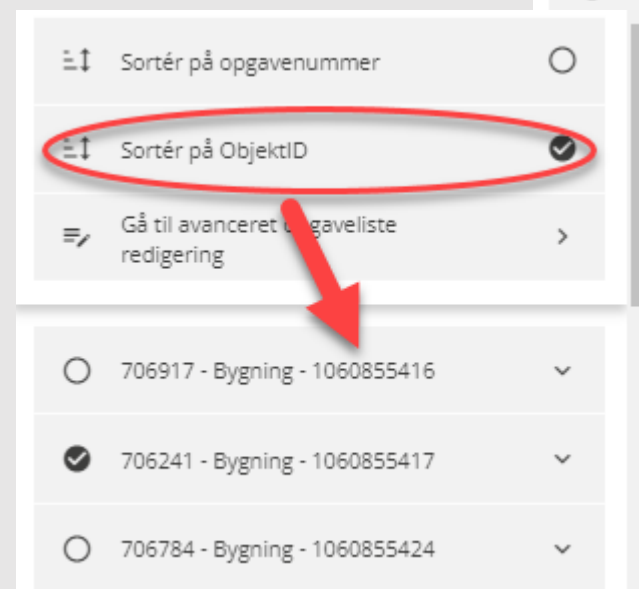 Sortér på opgavenummer
Sortér på ObjektID
Gå til avanceret
redigering
706917 - Bygning - 1060855416
706241 - Bygning - 1060855417
706784 - Bygning - 1060855424